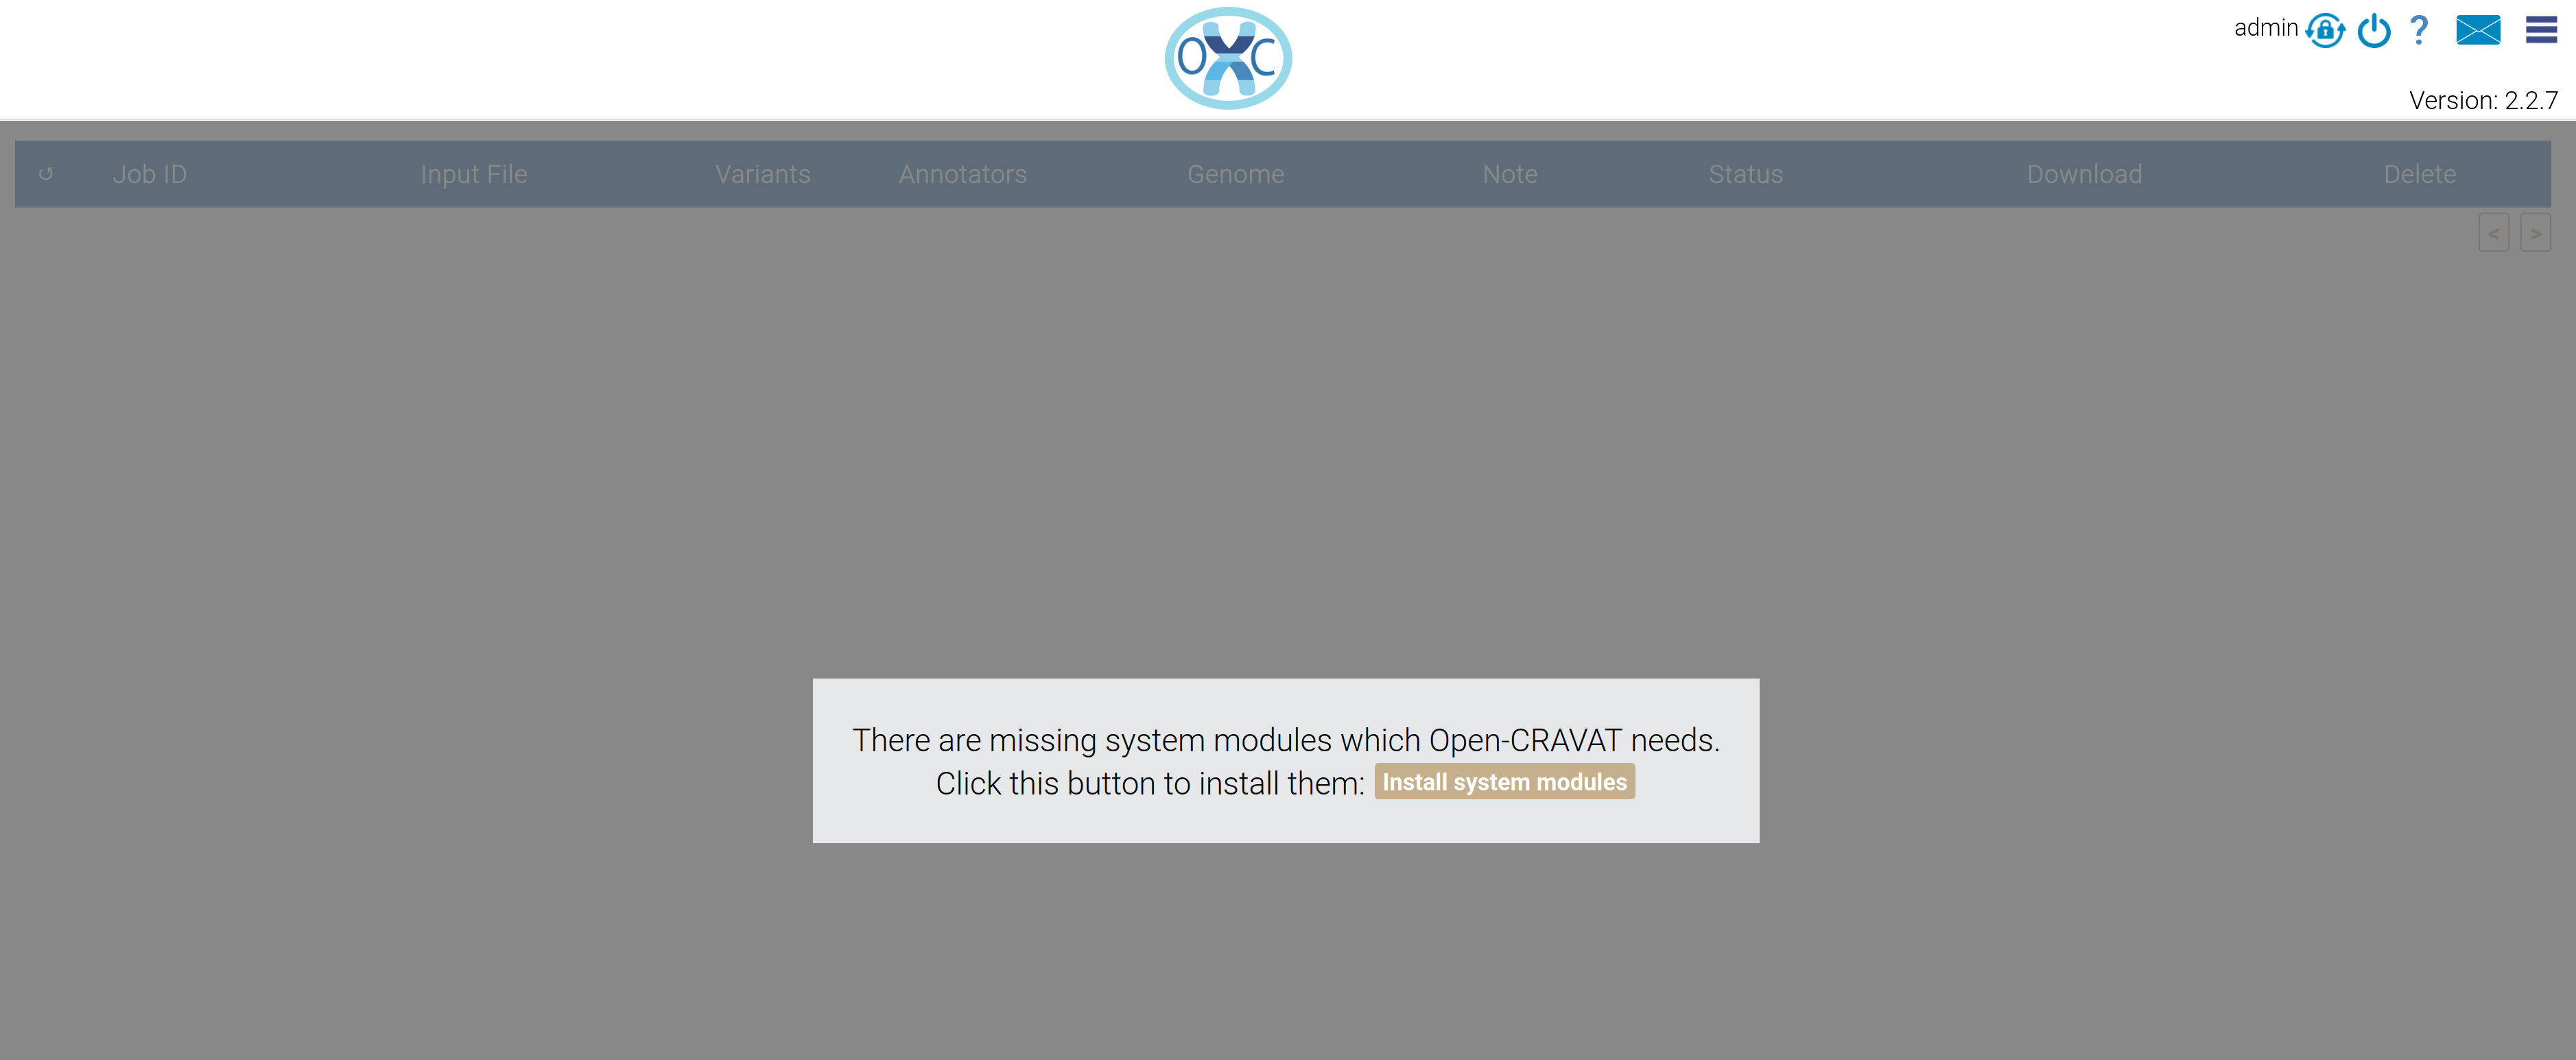 OXC
admin
?
Version: 2.2.7
↺ Job ID Input File Variants Annotators Genome Note Status Download Delete
< >
There are missing system modules which Open-CRAVAT needs.
Click this button to install them: Install system modules